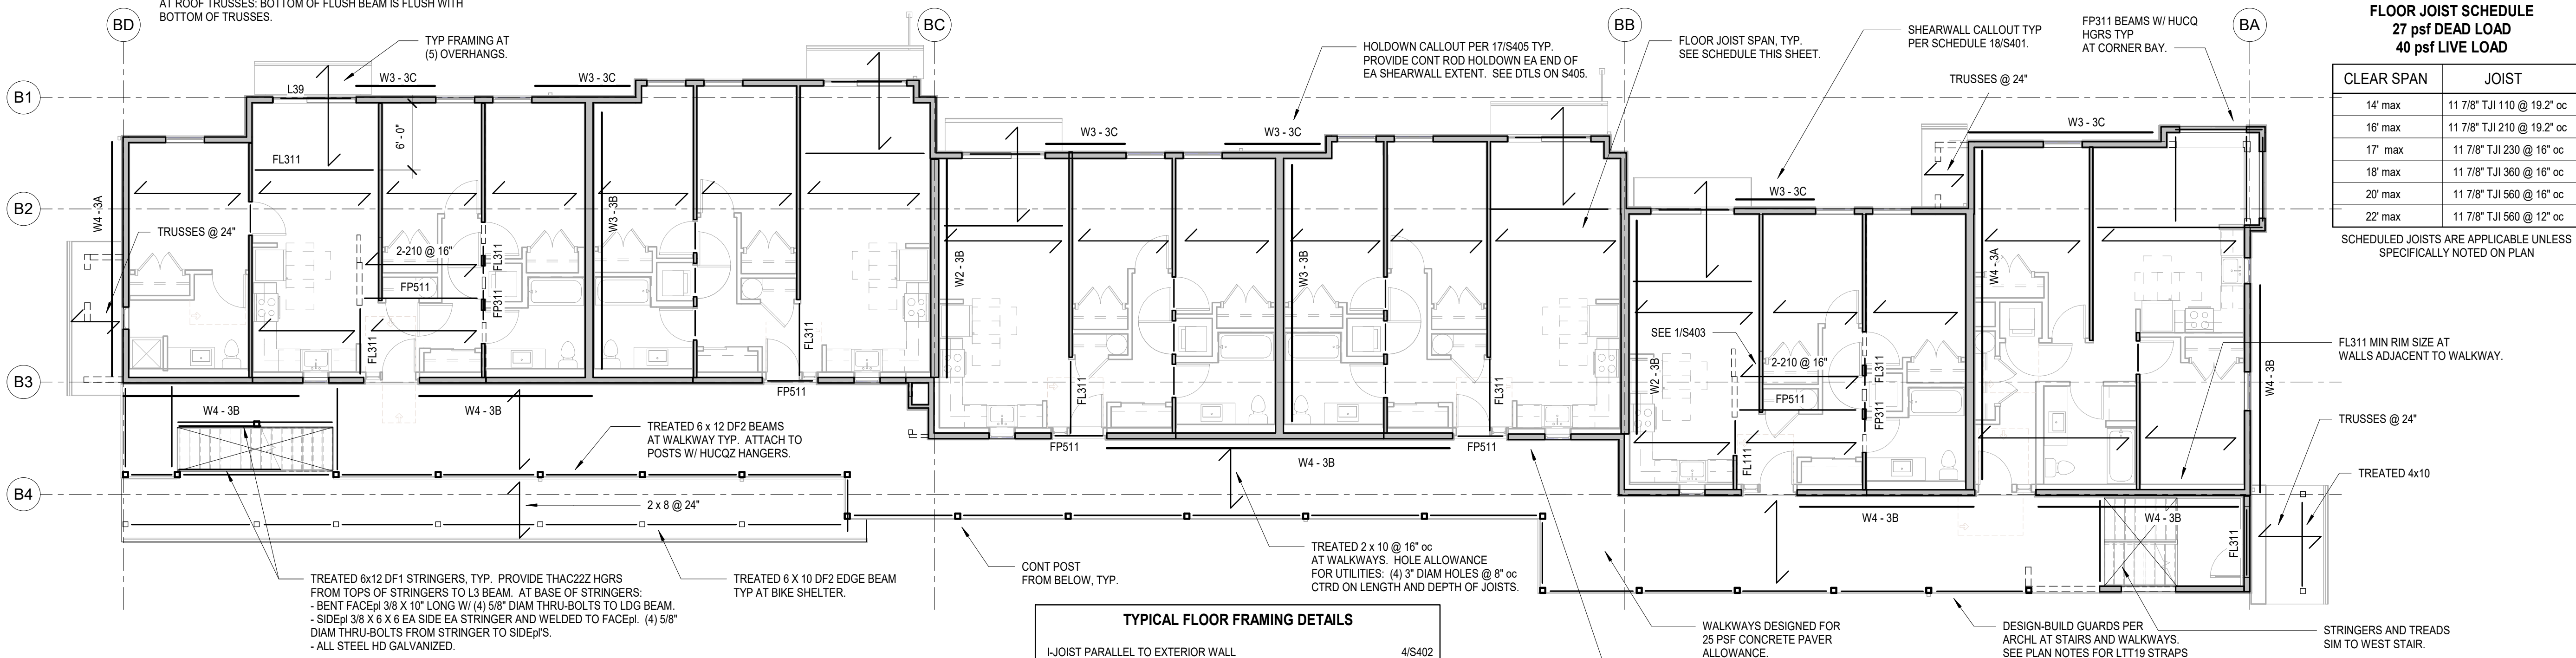 AT ROOF TRUSSES: BOTTOM OF FLUSH BEAM IS FLUSH WITH
BOTTOM OF TRUSSES.
BD
BC
BB
BA
TYP FRAMING AT
(5) OVERHANGS.
HOLDOWN CALLOUT PER 17/S405 TYP.
PROVIDE CONT ROD HOLDOWN EA END OF
EA SHEARWALL EXTENT. SEE DTLS ON S405.
FLOOR JOIST SPAN, TYP.
SEE SCHEDULE THIS SHEET.
SHEARWALL CALLOUT TYP
PER SCHEDULE 18/S401.
FP311 BEAMS W/ HUCQ
HGRS TYP
AT CORNER BAY.
TRUSSES @ 24"
FLOOR JOIST SCHEDULE
27 psf DEAD LOAD
40 psf LIVE LOAD
CLEAR SPAN JOIST
14' max 11 7/8" TJI 110 @ 19.2" oc
16' max 11 7/8" TJI 210 @ 19.2" oc
17' max 11 7/8" TJI 230 @ 16" oc
18' max 11 7/8" TJI 360 @ 16" oc
20' max 11 7/8" TJI 560 @ 16" oc
22' max 11 7/8" TJI 560 @ 12" oc
SCHEDULED JOISTS ARE APPLICABLE UNLESS
SPECIFICALLY NOTED ON PLAN
B1
B2
B3
B4
L39
W3 - 3C
W3 - 3C
W3 - 3C
W3 - 3C
W3 - 3C
W3 - 3C
6' - 0"
FL311
W4 - 3A
TRUSSES @ 24"
2-210 @ 16"
FP511
FL311
FP311
FL311
W3 - 3B
FL311
FP511
W2 - 3B
FL311
FP511
W3 - 3B
FL311
FP511
W2 - 3B
SEE 1/S403
2-210 @ 16"
FP511
FL111
FL311
FP311
W4 - 3A
W4 - 3B
FL311 MIN RIM SIZE AT
WALLS ADJACENT TO WALKWAY.
W4 - 3B
W4 - 3B
W4 - 3B
W4 - 3B
W4 - 3B
FL311
TRUSSES @ 24"
TREATED 4x10
TREATED 6 x 12 DF2 BEAMS
AT WALKWAY TYP. ATTACH TO
POSTS W/ HUCQZ HANGERS.
2 x 8 @ 24"
TREATED 6x12 DF1 STRINGERS, TYP. PROVIDE THAC22Z HGRS
FROM TOPS OF STRINGERS TO L3 BEAM. AT BASE OF STRINGERS:
- BENT FACEpl 3/8 X 10" LONG W/ (4) 5/8" DIAM THRU-BOLTS TO LDG BEAM.
- SIDEpl 3/8 X 6 X 6 EA SIDE EA STRINGER AND WELDED TO FACEpl. (4) 5/8"
DIAM THRU-BOLTS FROM STRINGER TO SIDEpl'S.
- ALL STEEL HD GALVANIZED.
TREATED 6 X 10 DF2 EDGE BEAM
TYP AT BIKE SHELTER.
CONT POST
FROM BELOW, TYP.
TREATED 2 x 10 @ 16" oc
AT WALKWAYS. HOLE ALLOWANCE
FOR UTILITIES: (4) 3" DIAM HOLES @ 8" oc
CTRD ON LENGTH AND DEPTH OF JOISTS.
TYPICAL FLOOR FRAMING DETAILS
I-JOIST PARALLEL TO EXTERIOR WALL 4/S402
WALKWAYS DESIGNED FOR
25 PSF CONCRETE PAVER
ALLOWANCE.
DESIGN-BUILD GUARDS PER
ARCHL AT STAIRS AND WALKWAYS.
SEE PLAN NOTES FOR LTT19 STRAPS
STRINGERS AND TREADS
SIM TO WEST STAIR.